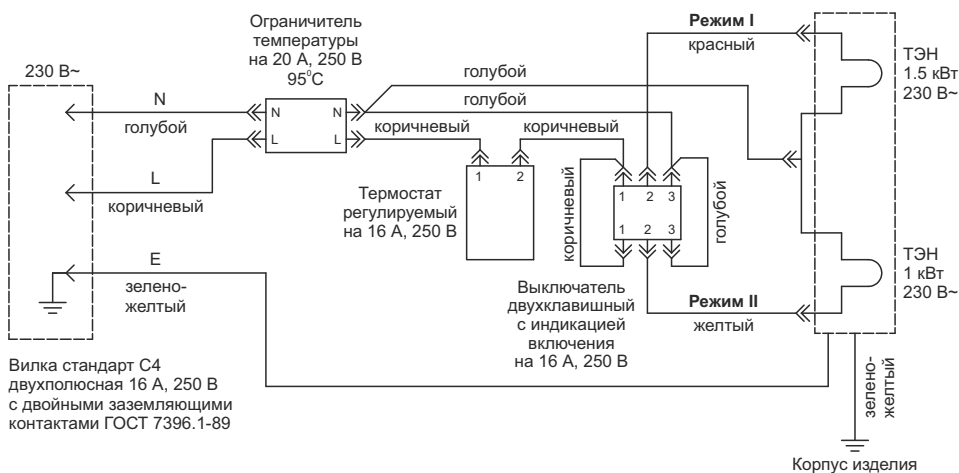 230 В~
N
голубой
L
коричневый
E
зелено-
желтый
Вилка стандарт С4
двухполюсная 16 А, 250 В
с двойными заземляющими
контактами ГОСТ 7396.1-89
Ограничитель
температуры
на 20 А, 250 В
95°С
N N
L L
голубой
голубой
коричневый
коричневый
1 2
Термостат
регулируемый
на 16 А, 250 В
коричневый
1 2 3
1 2 3
голубой
Выключатель
двухклавишный
с индикацией
включения
на 16 А, 250 В
Режим I
красный
Режим II
желтый
ТЭН
1.5 кВт
230 В~
ТЭН
1 кВт
230 В~
зелено-
желтый
Корпус изделия